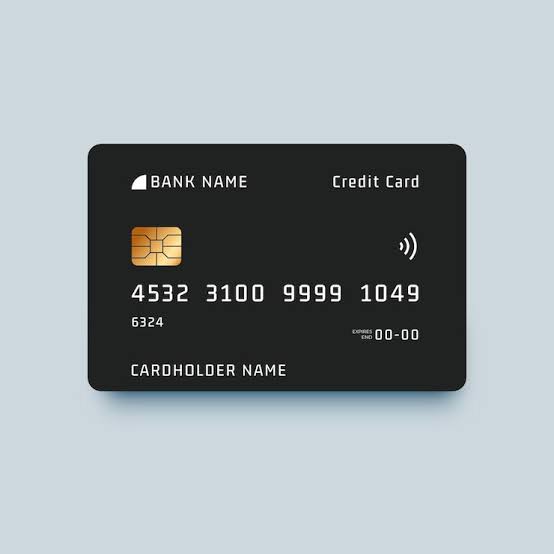 BANK NAME Credit Card
4532 3100 9999 1049
6324
EXPIRES END 00-00
CARDHOLDER NAME